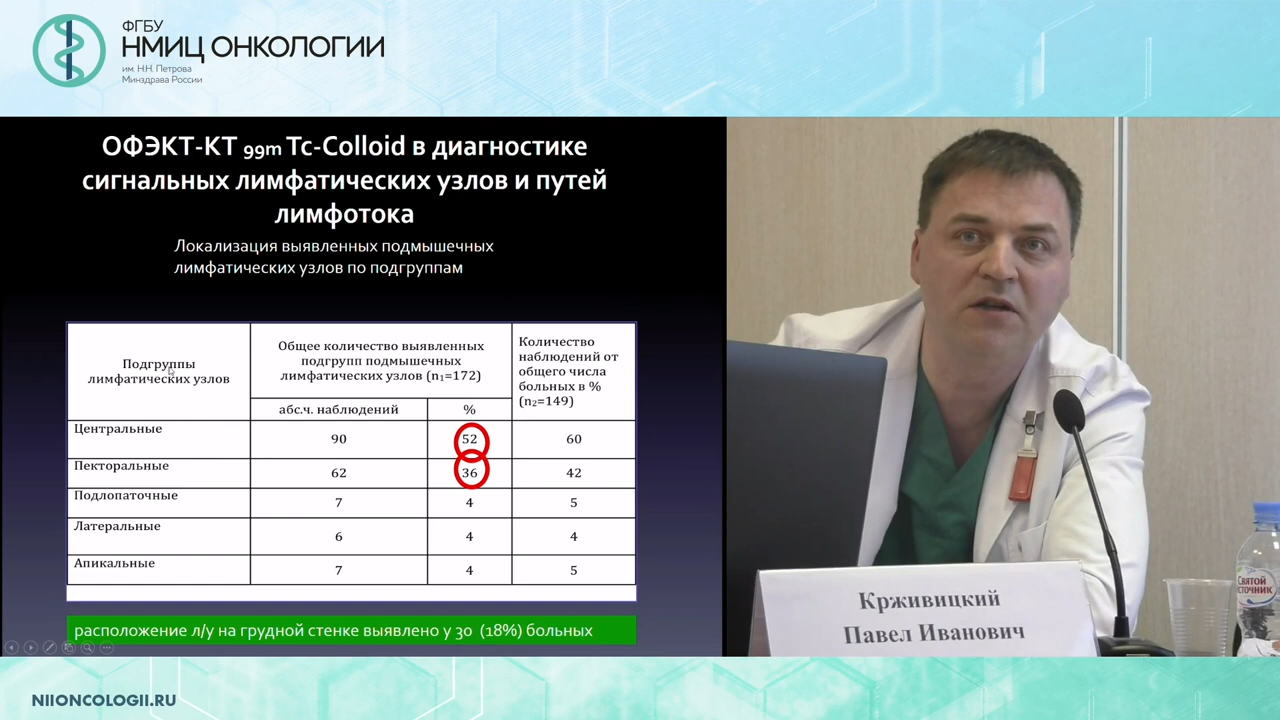 ФГБУ
НМИЦ ОНКОЛОГИИ
им. Н.Н. Петрова
Минздрава России
ОФЭКТ-КТ 99m Tc-Colloid в диагностике
сигнальных лимфатических узлов и путей
лимфотока
Локализация выявленных подмышечных
лимфатических узлов по подгруппам
Подгруппы
лимфатических узлов
Общее количество выявленных
подгрупп подмышечных
лимфатических узлов (n₁=172)
Количество
наблюдений от
общего числа
больных в %
(n₂=149)
абс.ч. наблюдений
%
Центральные
90
52
60
Пекторальные
62
36
42
Подлопаточные
7
4
5
Латеральные
6
4
4
Апикальные
7
4
5
расположение л/у на грудной стенке выявлено у 30 (18%) больных
Крживицкий
Павел Иванович
Святой
Источник
NIIONCOLOGII.RU